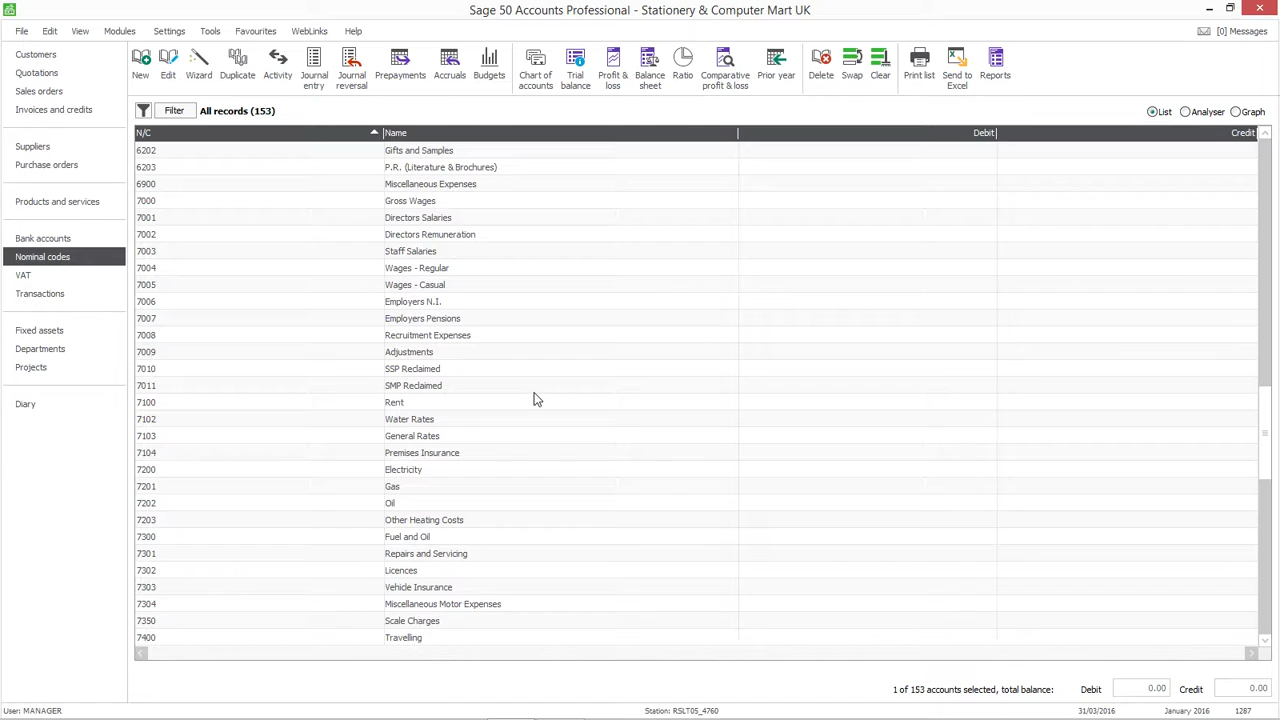 Sage 50 Accounts Professional - Stationery & Computer Mart UK
File Edit View Modules Settings Tools Favourites WebLinks Help
[0] Messages
Customers
Quotations
Sales orders
Invoices and credits
Suppliers
Purchase orders
Products and services
Bank accounts
Nominal codes
VAT
Transactions
Fixed assets
Departments
Projects
Diary
New
Edit
Wizard
Duplicate
Activity
Journal
entry
Journal
reversal
Prepayments
Accruals
Budgets
Chart of
accounts
Trial
balance
Profit &
loss
Balance
sheet
Ratio
Comparative
profit & loss
Prior year
Delete
Swap
Clear
Print list
Send to
Excel
Reports
Filter All records (153)
List Analyser Graph
N/C Name Debit Credit
6202 Gifts and Samples
6203 P.R. (Literature & Brochures)
6900 Miscellaneous Expenses
7000 Gross Wages
7001 Directors Salaries
7002 Directors Remuneration
7003 Staff Salaries
7004 Wages - Regular
7005 Wages - Casual
7006 Employers N.I.
7007 Employers Pensions
7008 Recruitment Expenses
7009 Adjustments
7010 SSP Reclaimed
7011 SMP Reclaimed
7100 Rent
7102 Water Rates
7103 General Rates
7104 Premises Insurance
7200 Electricity
7201 Gas
7202 Oil
7203 Other Heating Costs
7300 Fuel and Oil
7301 Repairs and Servicing
7302 Licences
7303 Vehicle Insurance
7304 Miscellaneous Motor Expenses
7350 Scale Charges
7400 Travelling
1 of 153 accounts selected, total balance: Debit 0.00 Credit 0.00
User: MANAGER Station: RSLT05_4760 31/03/2016 January 2016 1287